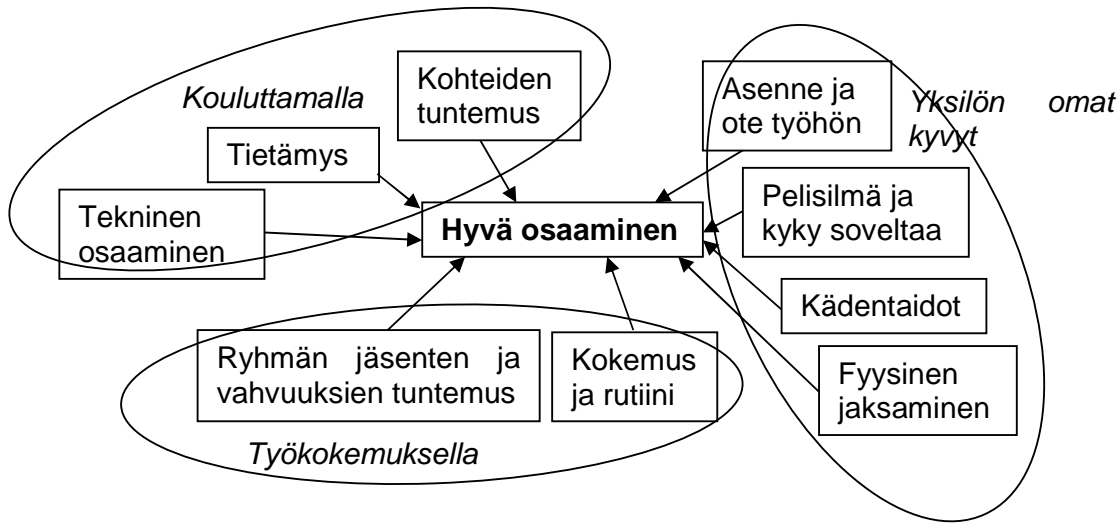 Kouluttamalla
Kohteiden
tuntemus
Tietämys
Tekninen
osaaminen
Asenne ja
ote työhön
Yksilön omat
kyvyt
Pelisilmä ja
kyky soveltaa
Hyvä osaaminen
Kädentaidot
Fyysinen
jaksaminen
Ryhmän jäsenten ja
vahvuuksien tuntemus
Kokemus
ja rutiini
Työkokemuksella